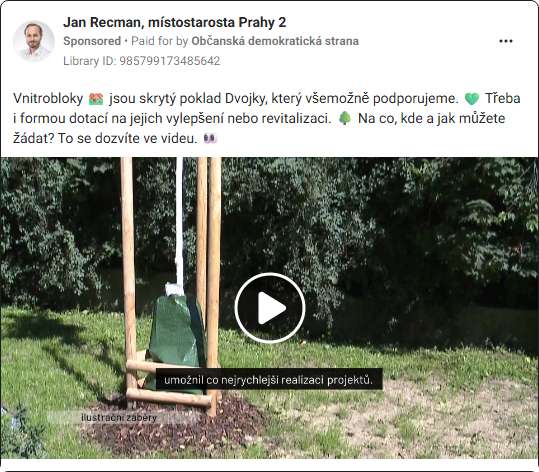 Jan Recman, místostarosta Prahy 2
Sponsored • Paid for by Občanská demokratická strana
Library ID: 985799173485642
Vnitrobloky 🏘️ jsou skrytý poklad Dvojky, který všemožně podporujeme. 💚 Třeba
i formou dotací na jejich vylepšení nebo revitalizaci. 🌳 Na co, kde a jak můžete
žádat? To se dozvíte ve videu. 👀
umožnil co nejrychlejší realizaci projektů.
ilustrační záběry